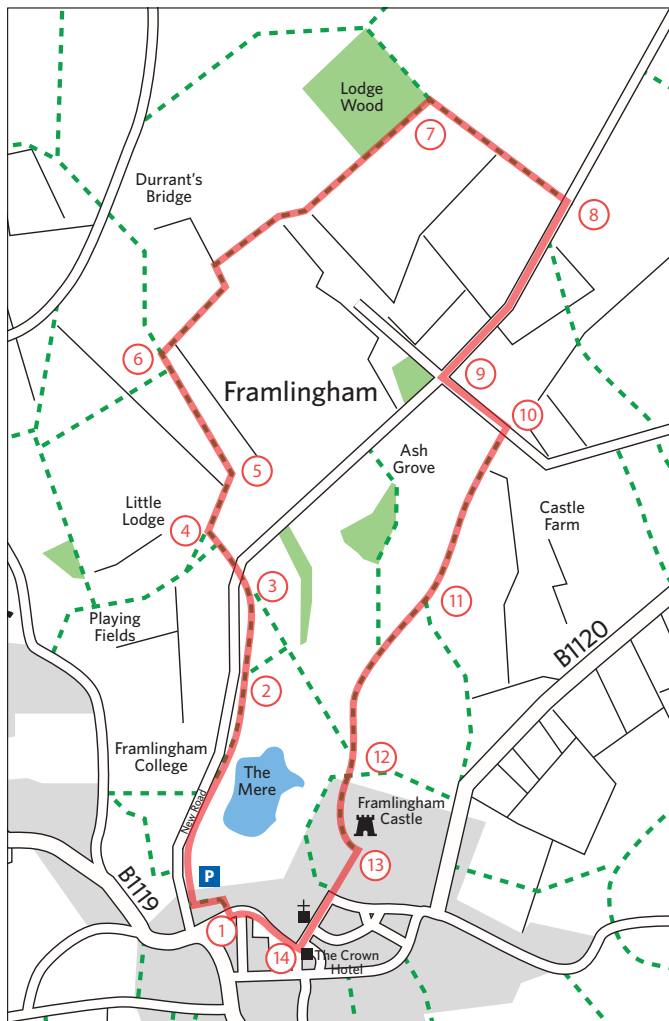 Lodge
Wood
7
Durrant's
Bridge
8
6
9
Framlingham
10
Ash
Grove
5
Little
Lodge
4
Castle
Farm
3
11
Playing
Fields
B1120
2
Framlingham
College
12
The
Mere
Framlingham
Castle
New Road
13
P
B1119
1
14
The Crown
Hotel